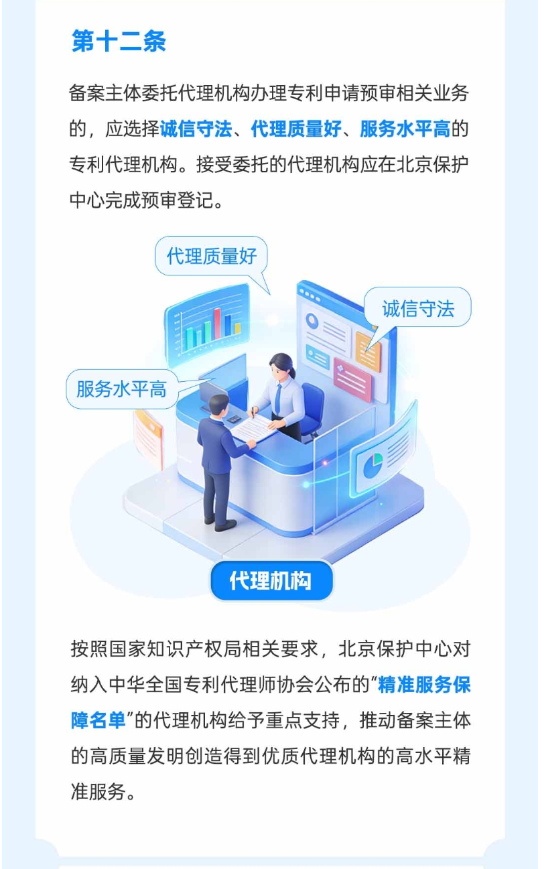 第十二条
备案主体委托代理机构办理专利申请预审相关业务
的，应选择诚信守法、代理质量好、服务水平高的
专利代理机构。接受委托的代理机构应在北京保护
中心完成预审登记。
代理质量好
诚信守法
服务水平高
代理机构
按照国家知识产权局相关要求，北京保护中心对
纳入中华全国专利代理师协会公布的"精准服务保
障名单"的代理机构给予重点支持，推动备案主体
的高质量发明创造得到优质代理机构的高水平精
准服务。